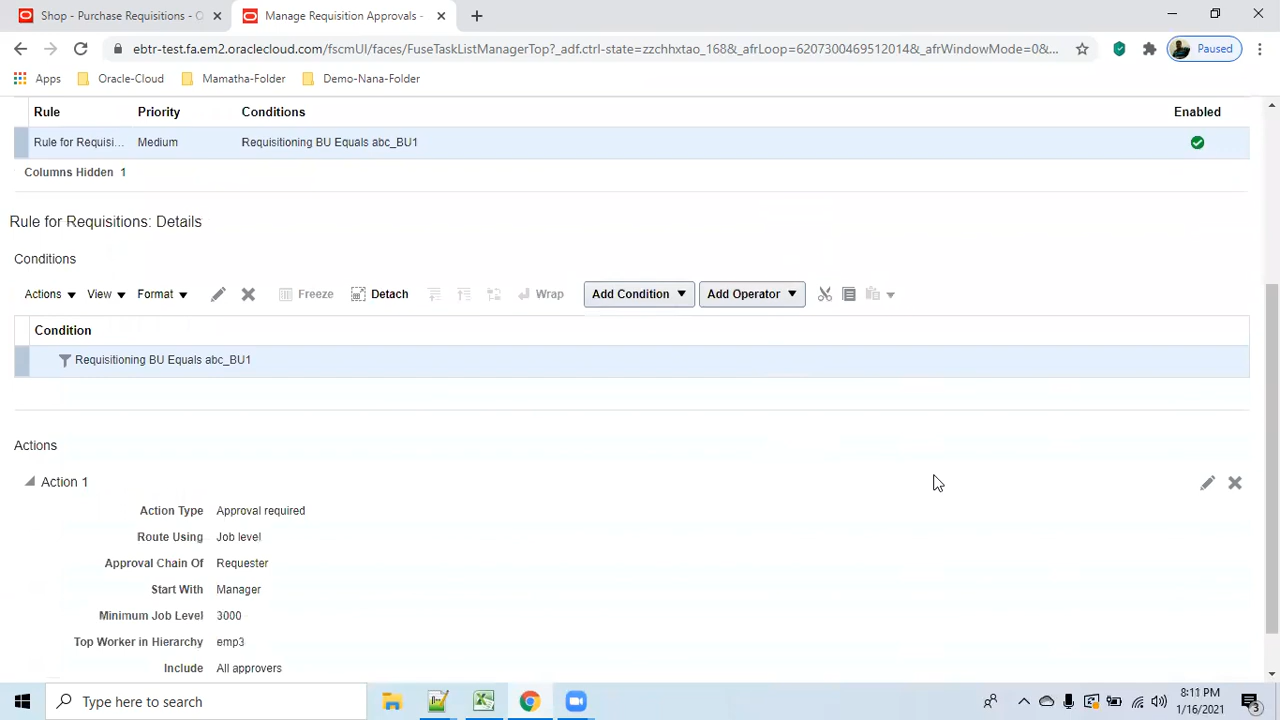 Shop - Purchase Requisitions - O
Manage Requisition Approvals -
ebtr-test.fa.em2.oraclecloud.com/fscmUI/faces/FuseTaskListManagerTop?_adf.ctrl-state=zzchhxtao_168&_afrLoop=62073004695120​14&_afrWindowMode=0&...
Paused
Apps Oracle-Cloud Mamatha-Folder Demo-Nana-Folder
Rule Priority Conditions Enabled
Rule for Requisi... Medium Requisitioning BU Equals abc_BU1
Columns Hidden 1
Rule for Requisitions: Details
Conditions
Actions View Format Freeze Detach Wrap Add Condition Add Operator
Condition
Requisitioning BU Equals abc_BU1
Actions
Action 1
Action Type Approval required
Route Using Job level
Approval Chain Of Requester
Start With Manager
Minimum Job Level 3000
Top Worker in Hierarchy emp3
Include All approvers
Type here to search
8:11 PM
1/16/2021
3